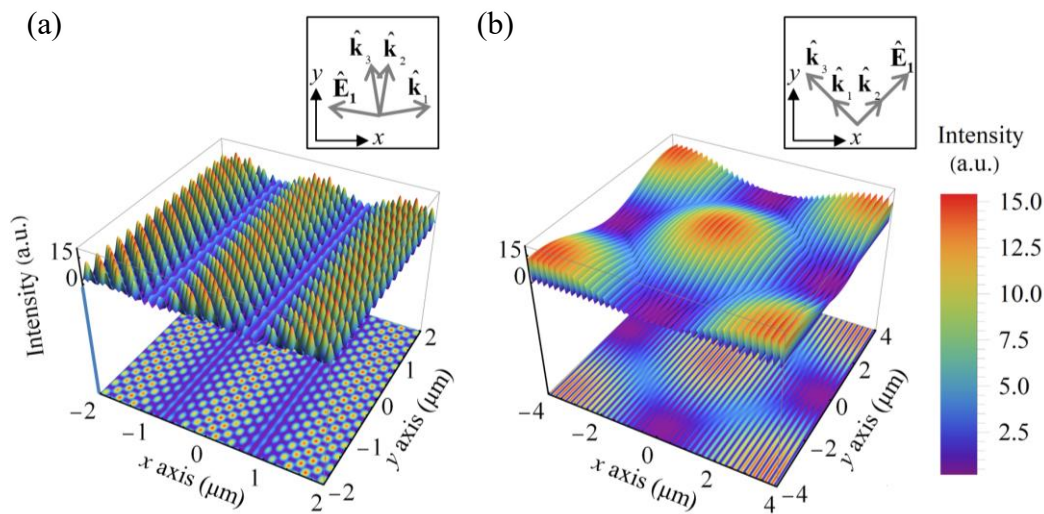 (a)
k̂₃ k̂₂
Ê₁ k̂₁
y
x
(b)
k̂₃ Ê₁
k̂₁ k̂₂
y
x
Intensity
(a.u.)
15.0
12.5
10.0
7.5
5.0
2.5
Intensity (a.u.)
15
0
−2
−1
0
1
2
x axis (μm)
−2
−1
0
1
2
y axis (μm)
15
0
−4
−2
0
2
4
x axis (μm)
−4
−2
0
2
4
y axis (μm)